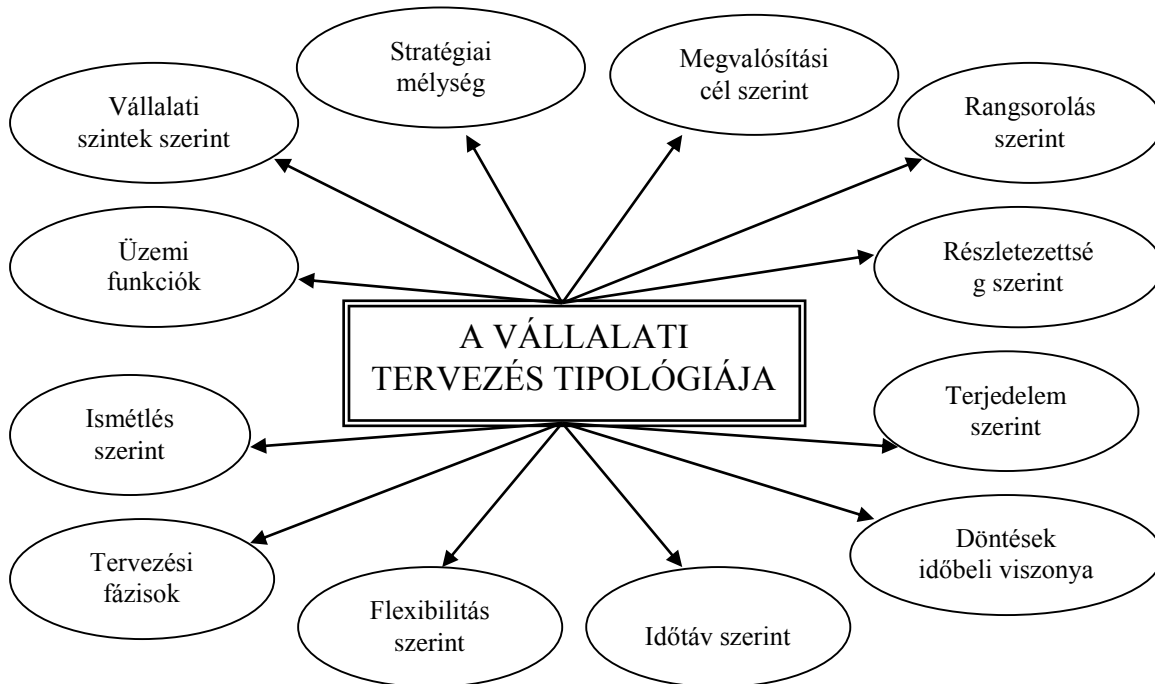 Stratégiai
mélység
Megvalósítási
cél szerint
Vállalati
szintek szerint
Rangsorolás
szerint
Üzemi
funkciók
Részletezettsé
g szerint
A VÁLLALATI
TERVEZÉS TIPOLÓGIÁJA
Ismétlés
szerint
Terjedelem
szerint
Tervezési
fázisok
Döntések
időbeli viszonya
Flexibilitás
szerint
Időtáv szerint